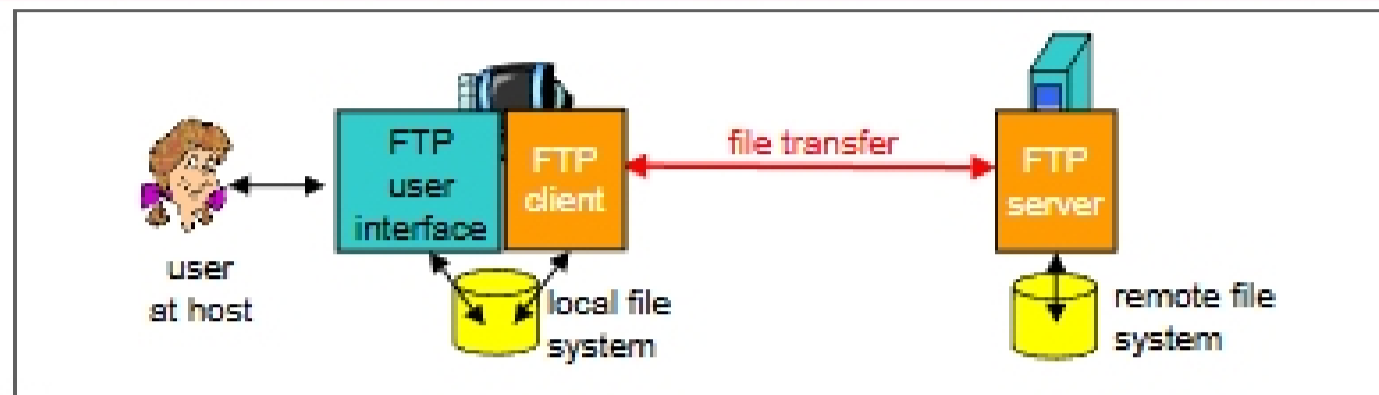 FTP
user
interface
FTP
client
file transfer
FTP
server
user
at host
local file
system
remote file
system